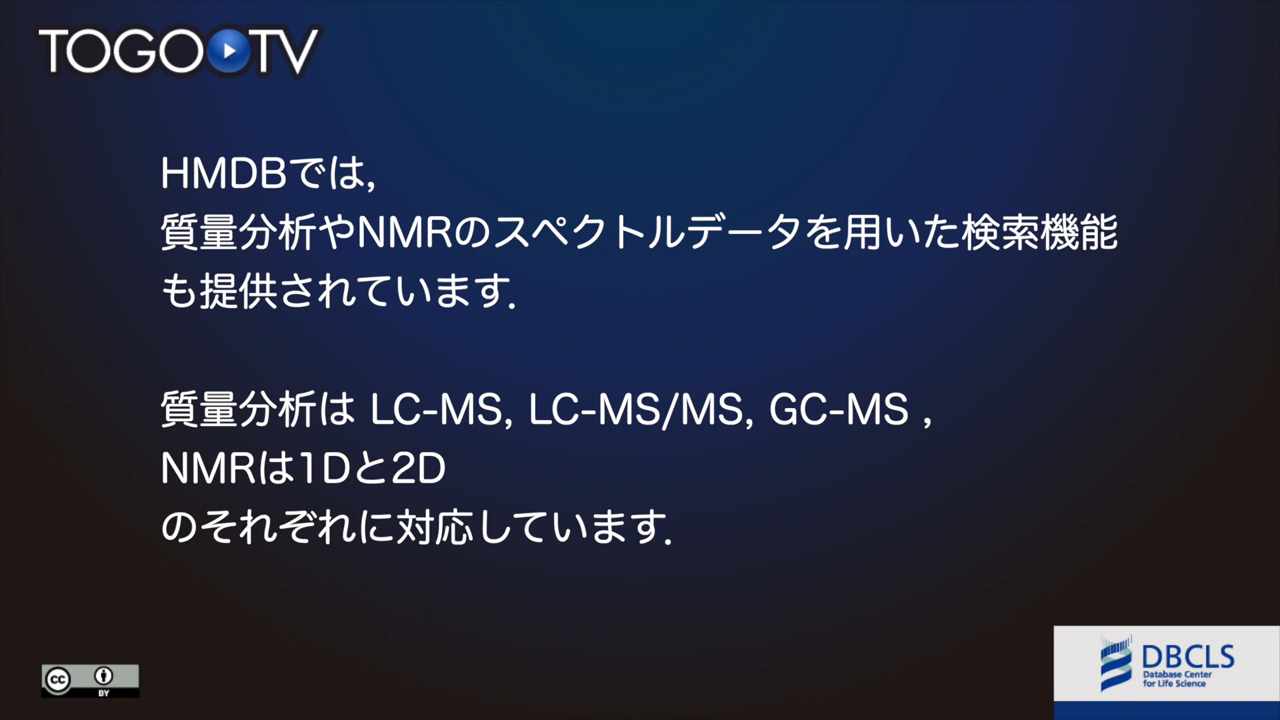 TOGO TV
HMDBでは,
質量分析やNMRのスペクトルデータを用いた検索機能
も提供されています.
質量分析は LC-MS, LC-MS/MS, GC-MS ,
NMRは1Dと2D
のそれぞれに対応しています.
cc
BY
DBCLS
Database Center
for Life Science